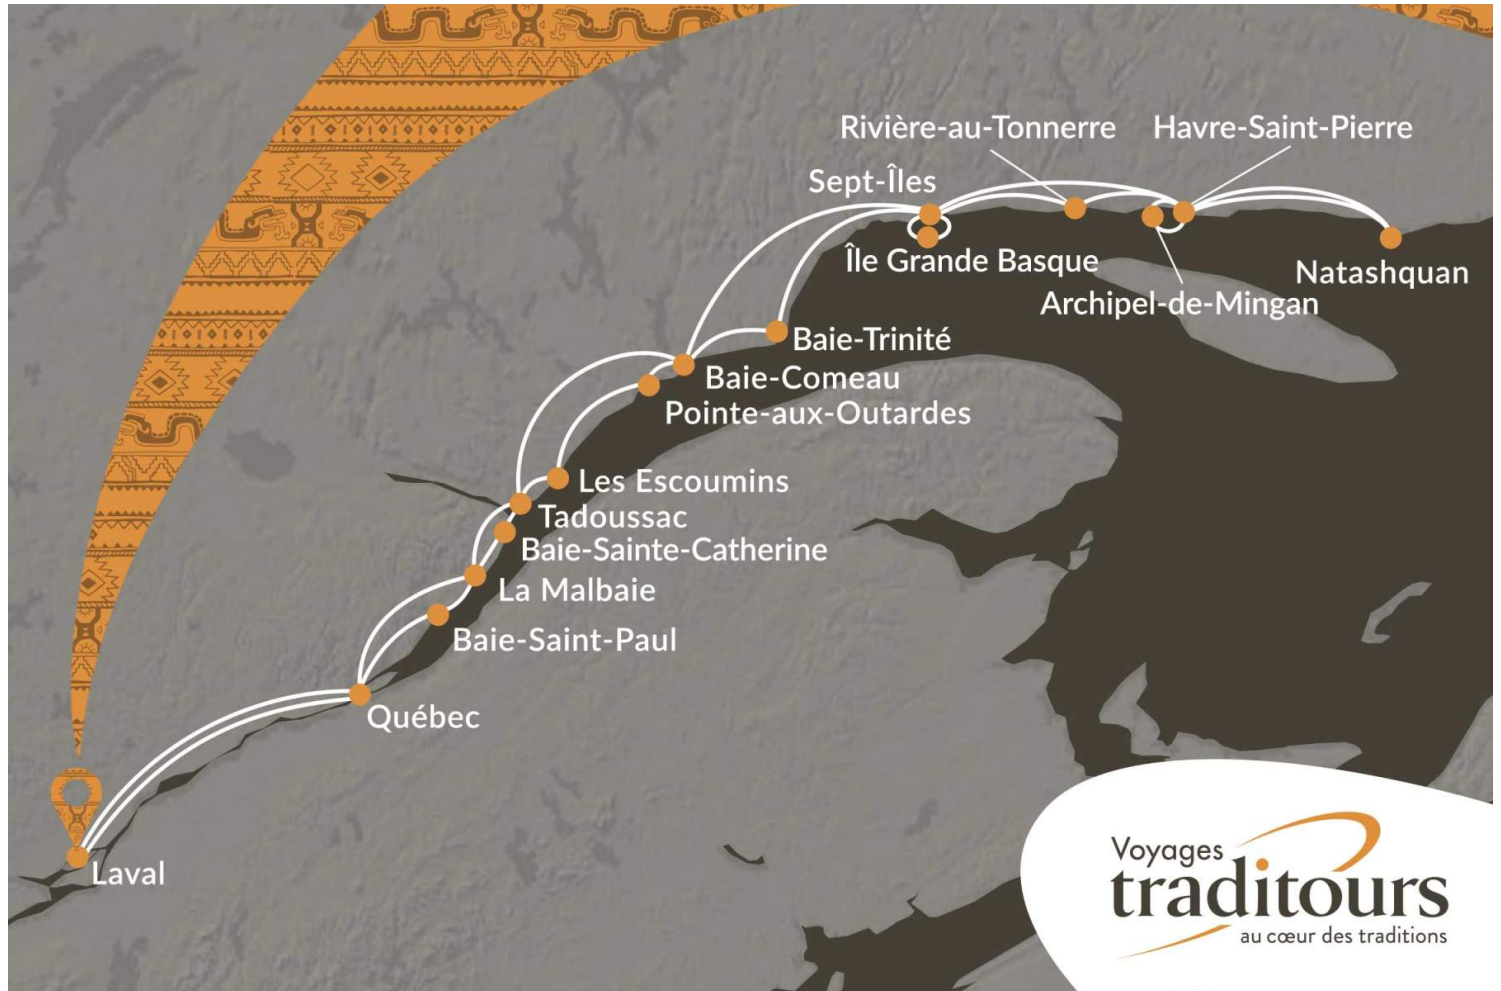 Rivière-au-Tonnerre
Havre-Saint-Pierre
Sept-Îles
Île Grande Basque
Natashquan
Archipel-de-Mingan
Baie-Trinité
Baie-Comeau
Pointe-aux-Outardes
Les Escoumins
Tadoussac
Baie-Sainte-Catherine
La Malbaie
Baie-Saint-Paul
Québec
Laval
Voyages
traditours
au cœur des traditions